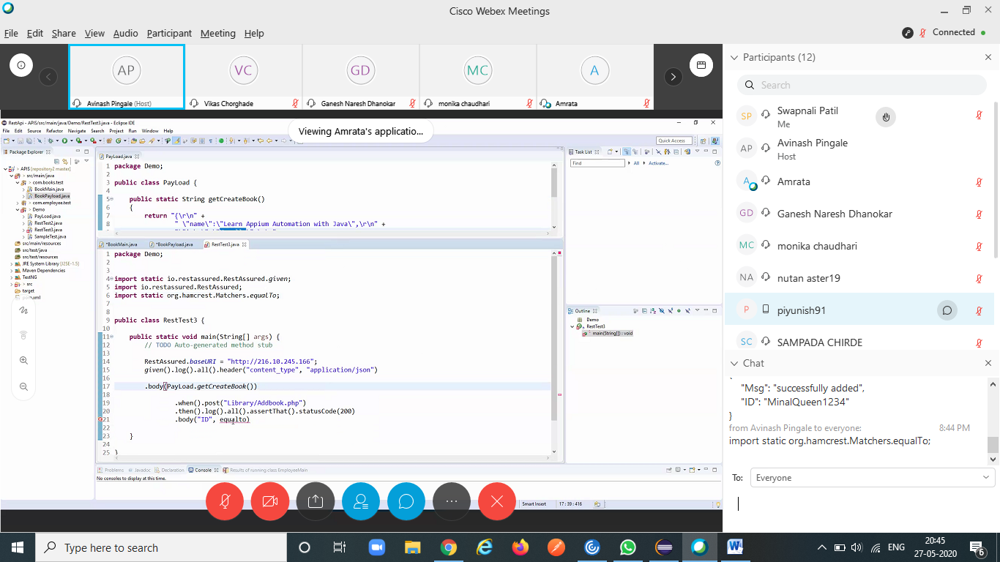 Cisco Webex Meetings
File Edit Share View Audio Participant Meeting Help
Connected
AP
VC
GD
MC
A
Avinash Pingale (Host)
Vikas Chorghade
Ganesh Naresh Dhanokar
monika chaudhari
Amrata
Viewing Amrata's applicatio...
RestApi - APIS/src/main/java/Demo/RestTest3.java - Eclipse IDE
File Edit Source Refactor Navigate Search Project Run Window Help
Quick Access
Package Explorer
APIS [repository2 master]
src/main/java
com.books.test
BookMain.java
BookPayload.java
com.employee.test
Demo
PayLoad.java
RestTest2.java
RestTest3.java
SampleTest.java
src/main/resources
src/test/java
src/test/resources
JRE System Library [J2SE-1.5]
Maven Dependencies
TestNG
src
target
PayLoad.java
1 package Demo;
2
3 public class PayLoad {
4
5 public static String getCreateBook()
6 {
7 return "{\r\n" +
8 " \"name\":\"Learn Appium Automation with Java\",\r\n" +
*BookMain.java *BookPayload.java RestTest3.java
1 package Demo;
2
3
4 import static io.restassured.RestAssured.given;
5 import io.restassured.RestAssured;
6 import static org.hamcrest.Matchers.equalTo;
7
8
9 public class RestTest3 {
10
11 public static void main(String[] args) {
12 // TODO Auto-generated method stub
13
14 RestAssured.baseURI = "http://216.10.245.166";
15 given().log().all().header("content_type", "application/json")
16
17 .body(PayLoad.getCreateBook())
18
19 .when().post("Library/Addbook.php")
20 .then().log().all().assertThat().statusCode(200)
21 .body("ID", equalto)
22
23 }
24
25 }
Problems Javadoc Declaration Console Results of running class EmployeeMain
No consoles to display at this time.
Smart Insert 17 : 39 : 416
Task List
Find All Activate...
Outline
Demo
RestTest3
main(String[]) : void
Participants (12)
Search
SP Swapnali Patil
Me
AP Avinash Pingale
Host
A Amrata
GD Ganesh Naresh Dhanokar
MC monika chaudhari
NA nutan aster19
P piyunish91
SC SAMPADA CHIRDE
Chat
"Msg": "successfully added",
"ID": "MinalQueen1234"
}
from Avinash Pingale to everyone: 8:44 PM
import static org.hamcrest.Matchers.equalTo;
To: Everyone
Type here to search
ENG
20:45
27-05-2020
6